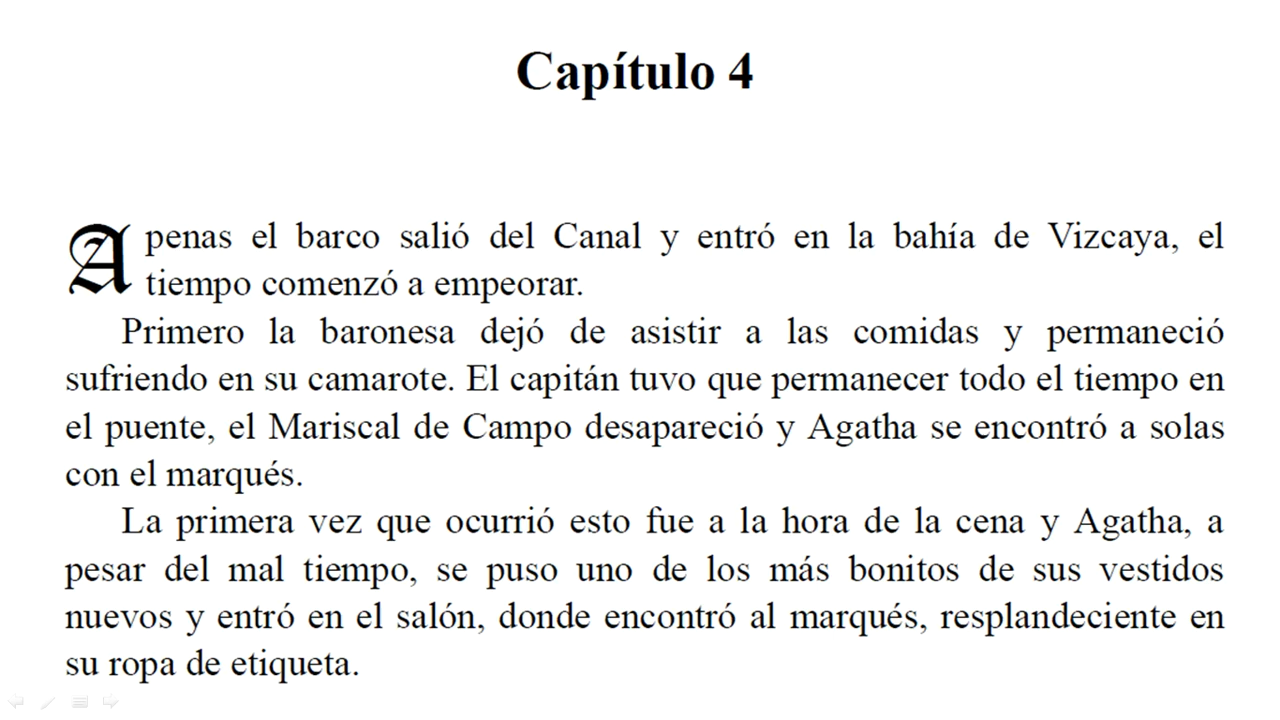 Capítulo 4
Apenas el barco salió del Canal y entró en la bahía de Vizcaya, el
tiempo comenzó a empeorar.
Primero la baronesa dejó de asistir a las comidas y permaneció
sufriendo en su camarote. El capitán tuvo que permanecer todo el tiempo en
el puente, el Mariscal de Campo desapareció y Agatha se encontró a solas
con el marqués.
La primera vez que ocurrió esto fue a la hora de la cena y Agatha, a
pesar del mal tiempo, se puso uno de los más bonitos de sus vestidos
nuevos y entró en el salón, donde encontró al marqués, resplandeciente en
su ropa de etiqueta.